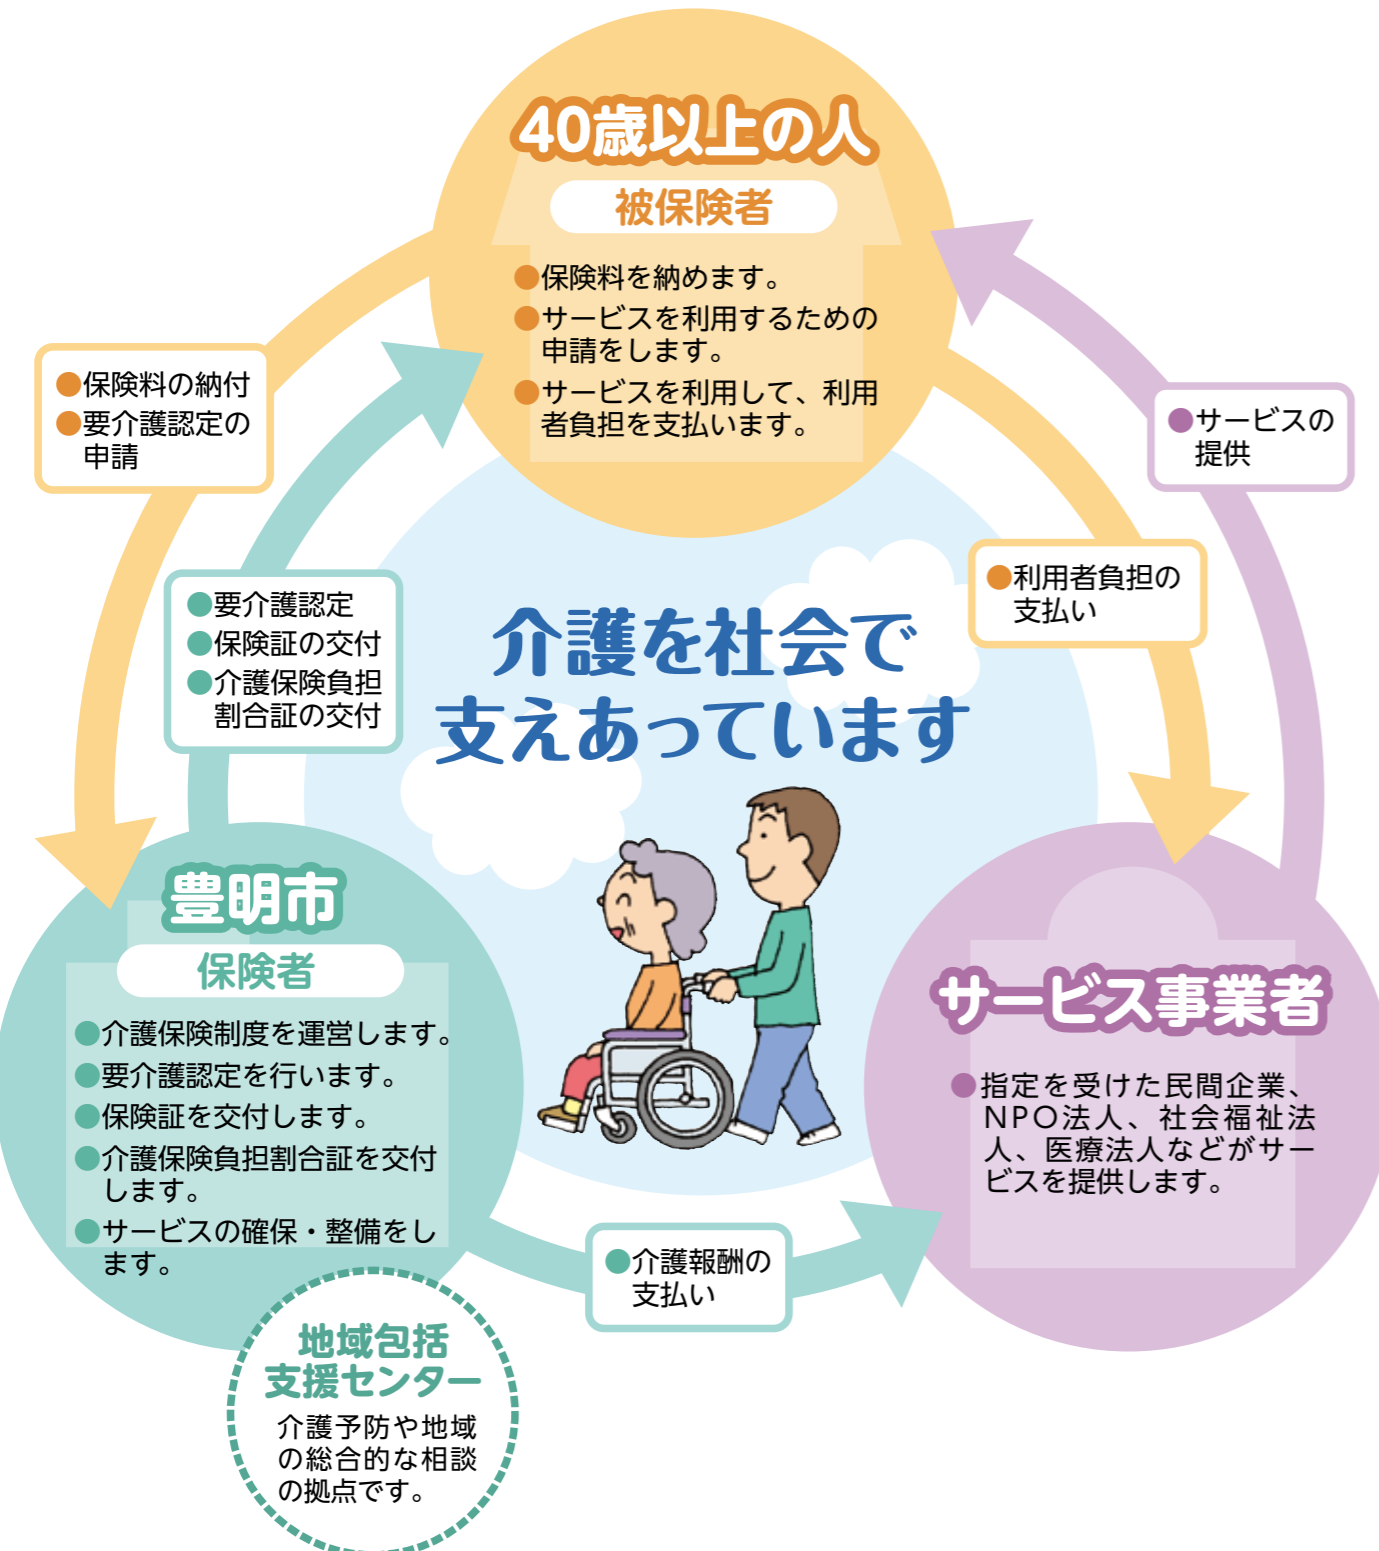 40歳以上の人
被保険者
●保険料を納めます。
●サービスを利用するための
申請をします。
●サービスを利用して、利用
者負担を支払います。
●保険料の納付
●要介護認定の
申請
●サービスの
提供
●要介護認定
●保険証の交付
●介護保険負担
割合証の交付
●利用者負担の
支払い
介護を社会で
支えあっています
豊明市
保険者
●介護保険制度を運営します。
●要介護認定を行います。
●保険証を交付します。
●介護保険負担割合証を交付
します。
●サービスの確保・整備をし
ます。
サービス事業者
●指定を受けた民間企業、
NPO法人、社会福祉法
人、医療法人などがサー
ビスを提供します。
●介護報酬の
支払い
地域包括
支援センター
介護予防や地域
の総合的な相談
の拠点です。